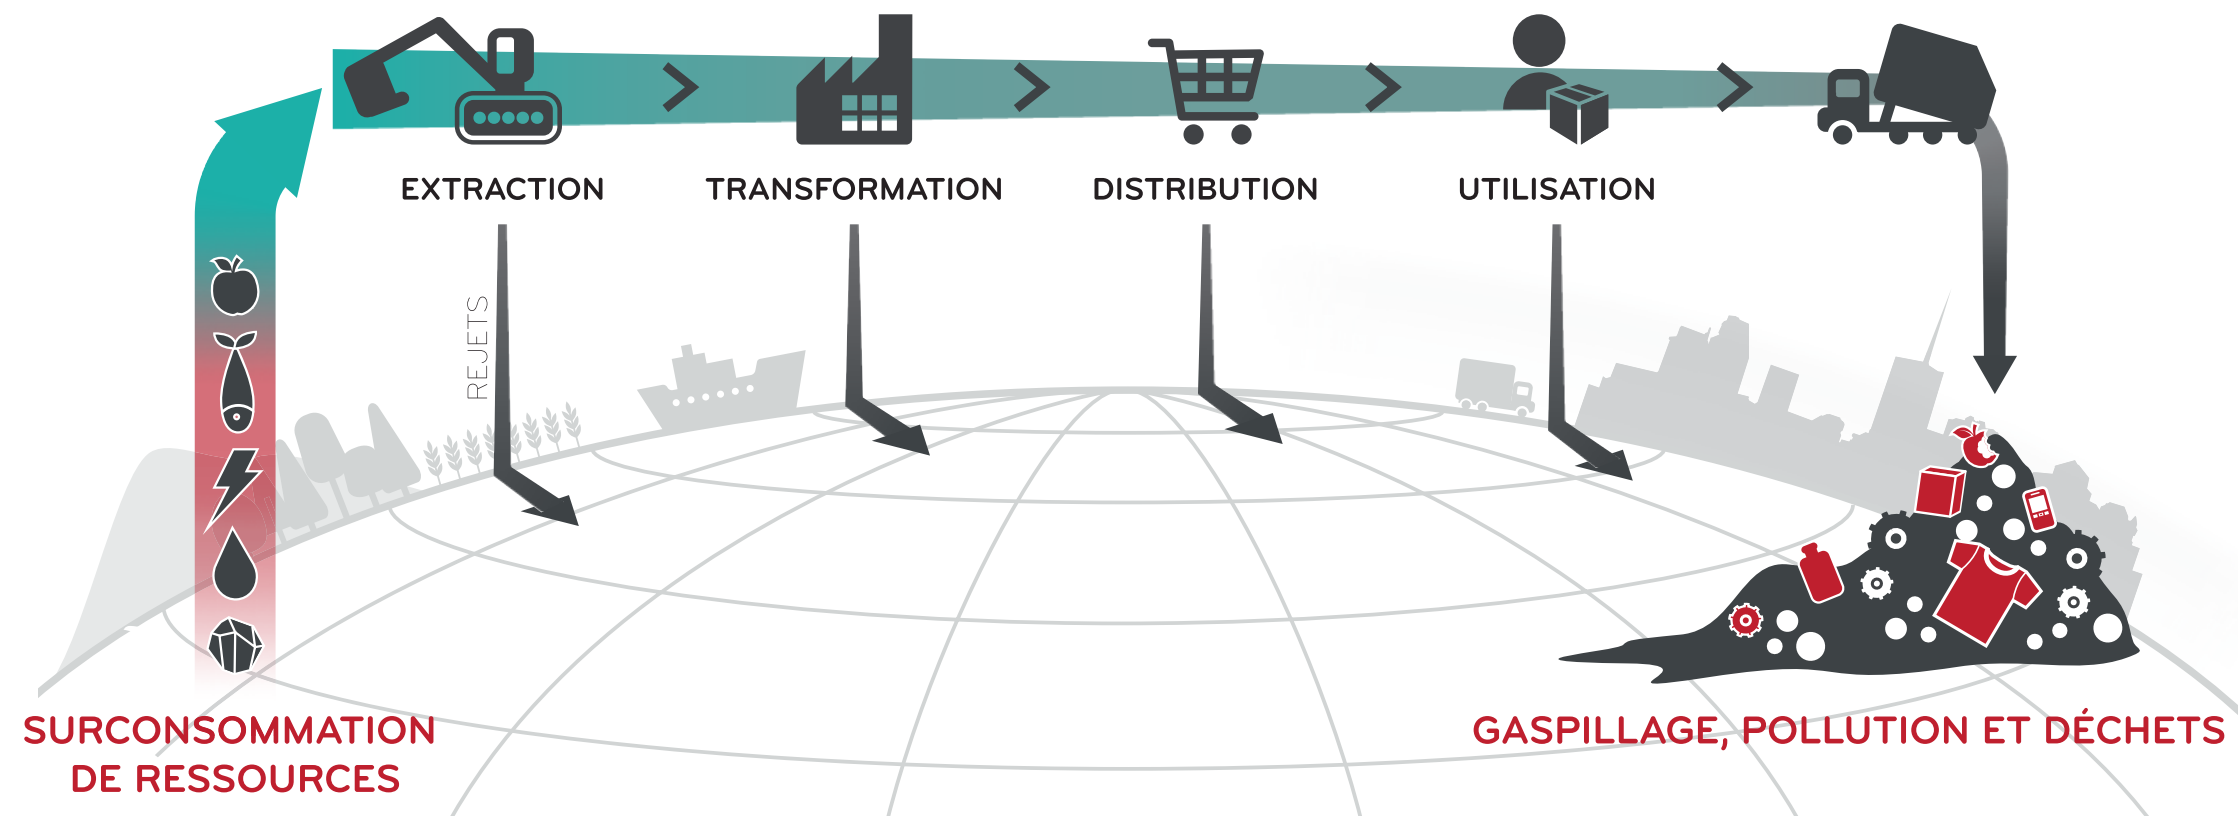 EXTRACTION
TRANSFORMATION
DISTRIBUTION
UTILISATION
REJETS
SURCONSOMMATION
DE RESSOURCES
GASPILLAGE, POLLUTION ET DÉCHETS